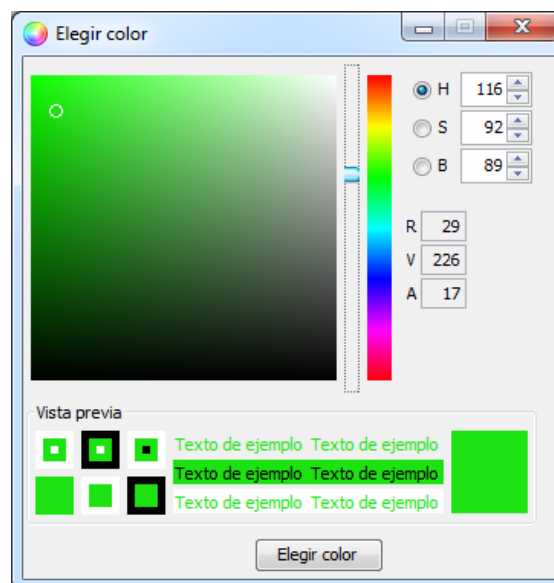 Elegir color
H 116
S 92
B 89
R 29
V 226
A 17
Vista previa
Texto de ejemplo Texto de ejemplo
Texto de ejemplo Texto de ejemplo
Texto de ejemplo Texto de ejemplo
Elegir color